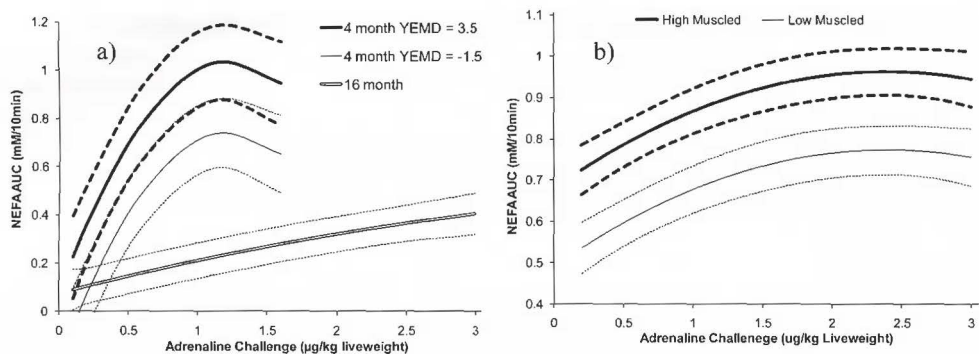 a)
4 month YEMD = 3.5
4 month YEMD = -1.5
16 month
NEFAAUC (mM/10min)
1.2
1
0.8
0.6
0.4
0.2
0
0 0.5 1 1.5 2 2.5 3
Adrenaline Challenge (µg/kg liveweight)
b)
High Muscled Low Muscled
NEFAAUC (mM/10min)
1.1
1
0.9
0.8
0.7
0.6
0.5
0.4
0 0.5 1 1.5 2 2.5 3
Adrenaline Challenege (ug/kg Liveweight)